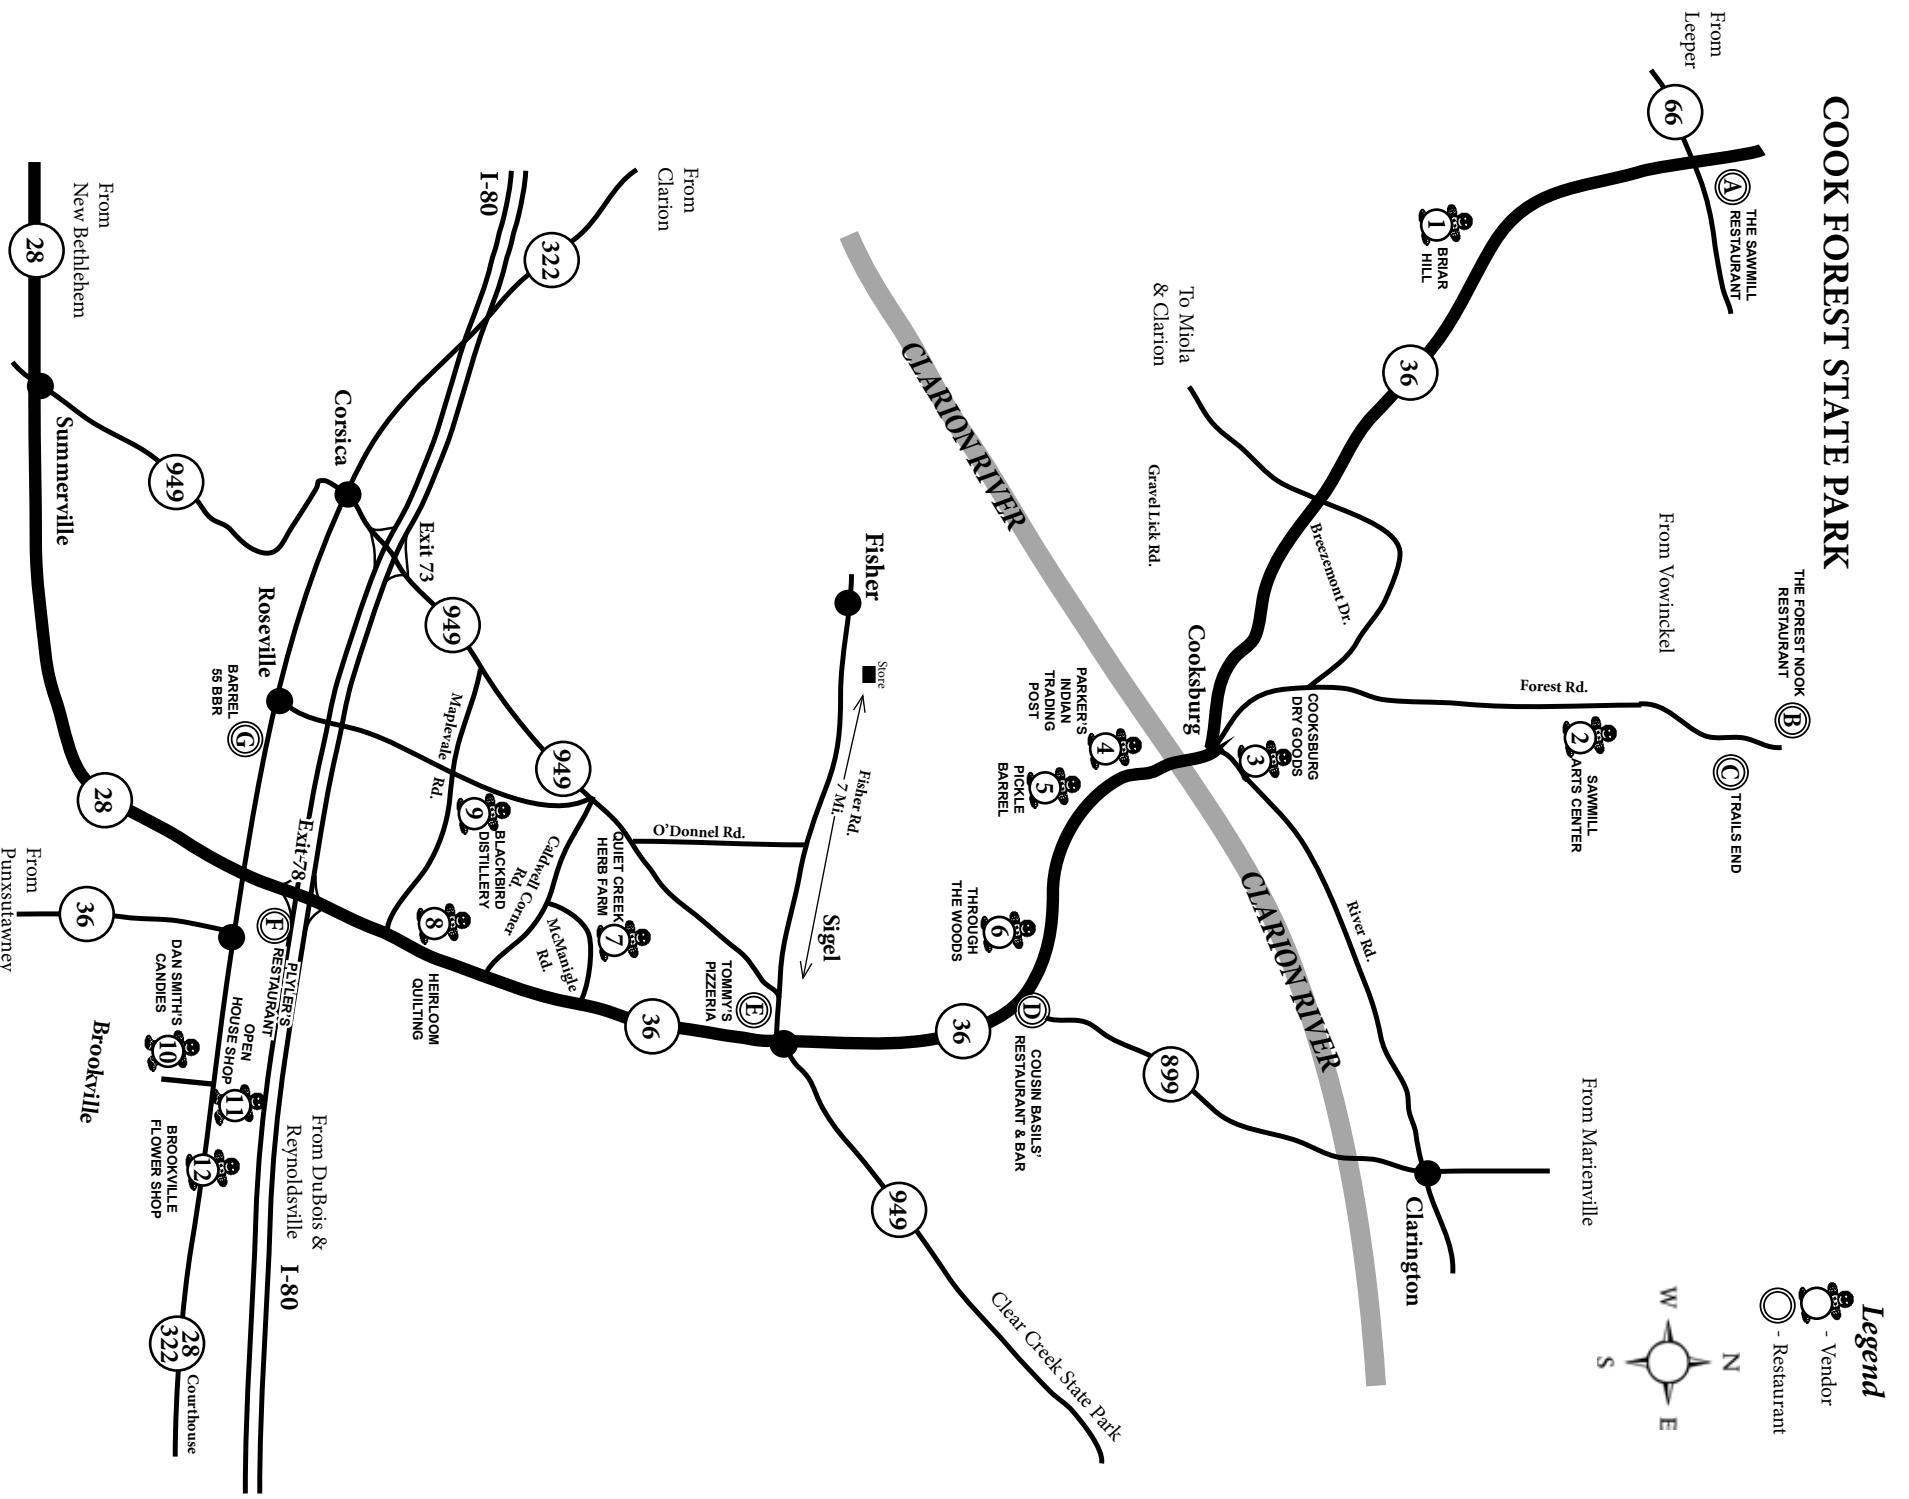 COOK FOREST STATE PARK
From
Leeper
66
A
THE SAWMILL
RESTAURANT
1
BRIAR
HILL
36
To Miola
& Clarion
Gravel Lick Rd.
Breezemont Dr.
From Vowinckel
THE FOREST NOOK
RESTAURANT
B
C
TRAILS END
Forest Rd.
2
SAWMILL
ARTS CENTER
Legend
- Vendor
- Restaurant
N
W
E
S
From Marienville
Clarington
River Rd.
CLARION RIVER
CLARION RIVER
Cooksburg
COOKSBURG
DRY GOODS
3
PARKER'S
INDIAN
TRADING
POST
4
PICKLE
BARREL
5
THROUGH
THE WOODS
6
D
COUSIN BASILS'
RESTAURANT & BAR
899
36
Fisher
Store
Fisher Rd.
7 Mi.
Sigel
O'Donnel Rd.
TOMMY'S
PIZZERIA
E
949
Clear Creek State Park
From
Clarion
322
I-80
Exit 73
949
949
Corsica
Roseville
Maplevale Rd.
QUIET CREEK
HERB FARM
7
Caldwell Corner
Rd.
McManigle
Rd.
BLACKBIRD
DISTILLERY
9
8
HEIRLOOM
QUILTING
36
BARREL
55 BBR
G
Exit 78
F
PLYLER'S
RESTAURANT
From DuBois &
Reynoldsville
I-80
From
New Bethlehem
28
Summerville
949
28
From
Punxsutawney
36
DAN SMITH'S
CANDIES
10
OPEN
HOUSE SHOP
11
Brookville
BROOKVILLE
FLOWER SHOP
12
28
322
Courthouse